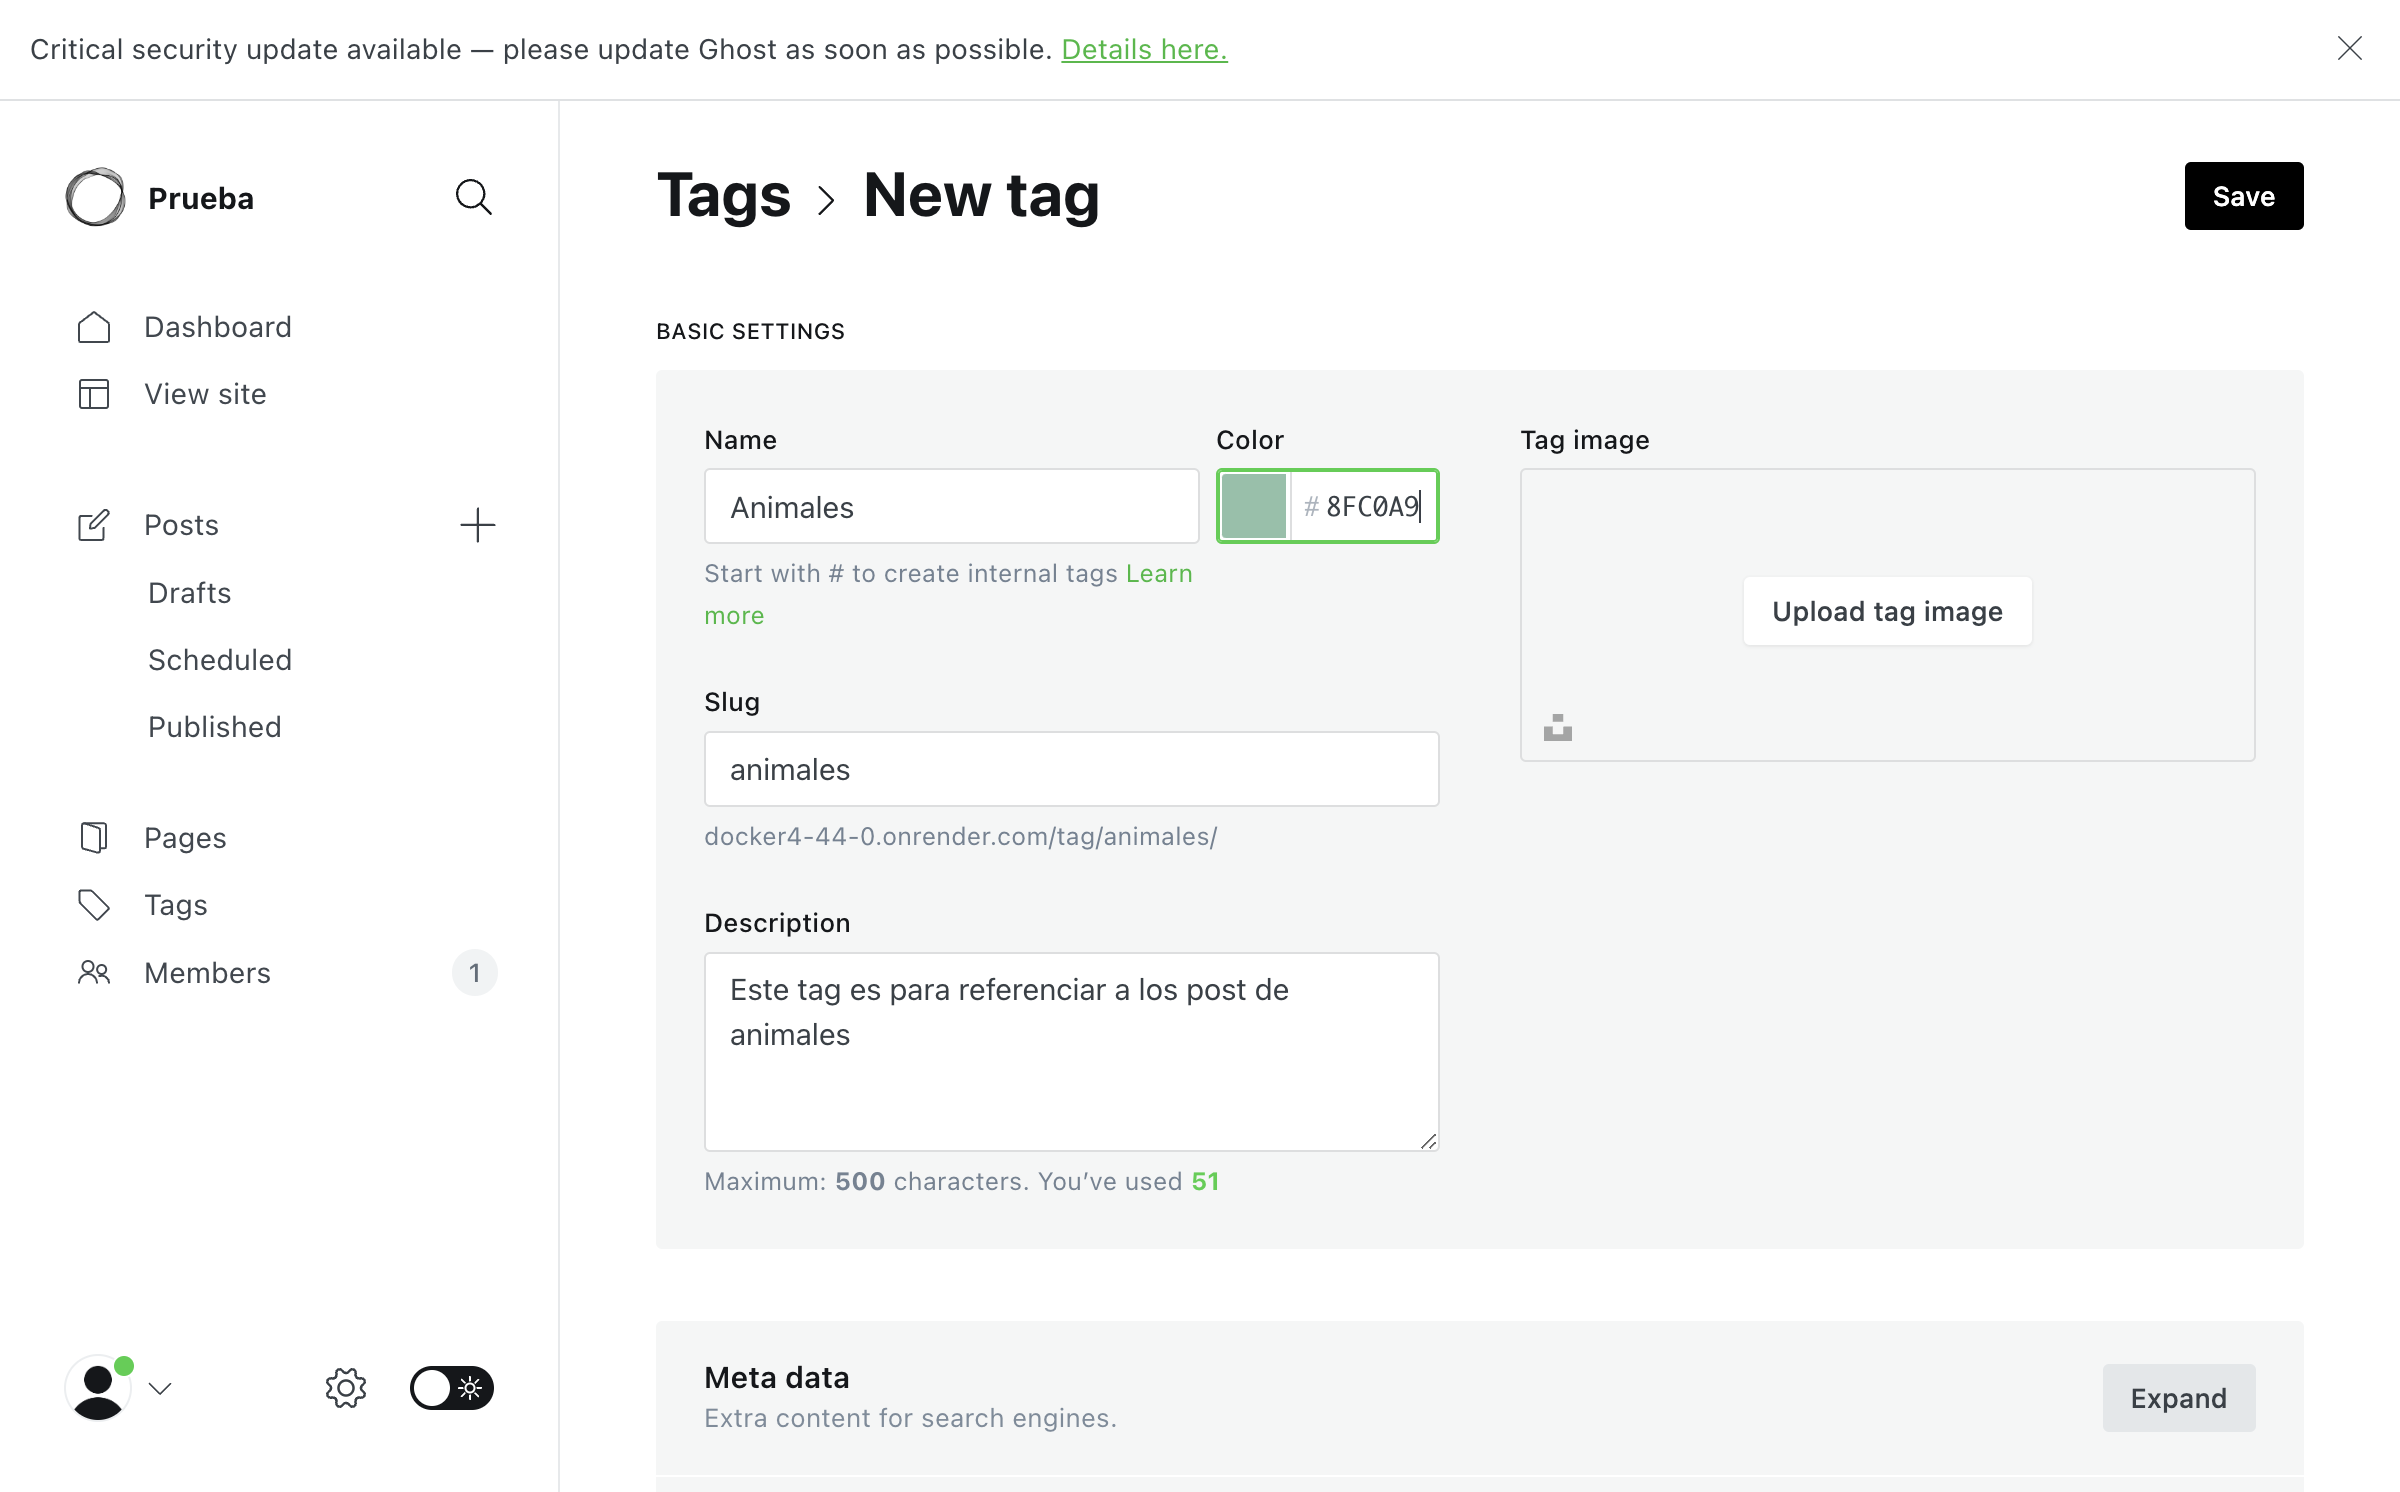 Critical security update available — please update Ghost as soon as possible. Details here.
Prueba
Dashboard
View site
Posts
Drafts
Scheduled
Published
Pages
Tags
Members
1
Tags
New tag
Save
BASIC SETTINGS
Name
Animales
Start with # to create internal tags Learn
more
Color
# 8FC0A9
Slug
animales
docker4-44-0.onrender.com/tag/animales/
Description
Este tag es para referenciar a los post de
animales
Maximum: 500 characters. You’ve used 51
Tag image
Upload tag image
Meta data
Extra content for search engines.
Expand